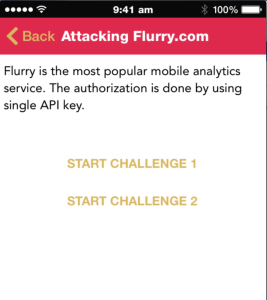 9:41 am 100%
Back Attacking Flurry.com
Flurry is the most popular mobile analytics
service. The authorization is done by using
single API key.
START CHALLENGE 1
START CHALLENGE 2